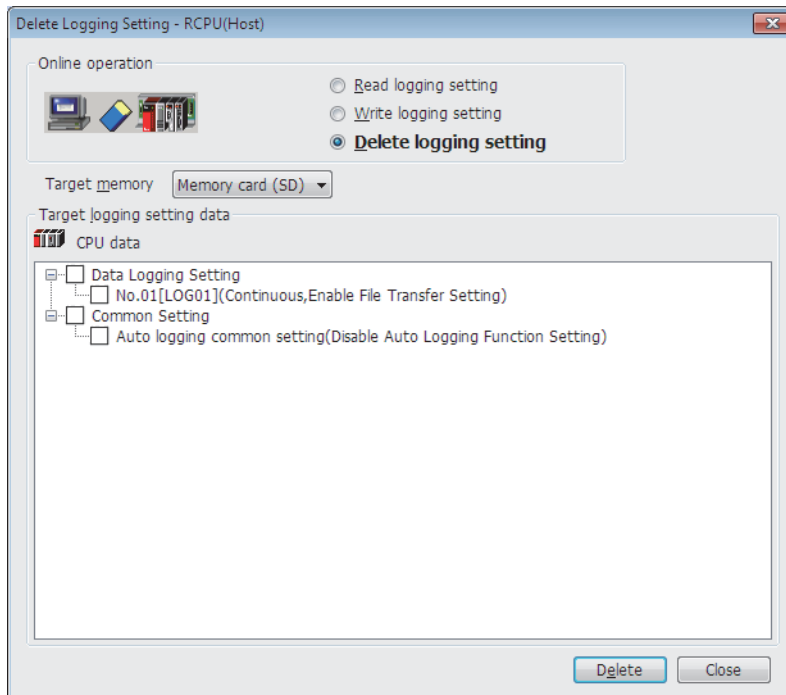 Delete Logging Setting - RCPU(Host)
Online operation
Read logging setting
Write logging setting
Delete logging setting
Target memory Memory card (SD)
Target logging setting data
CPU data
Data Logging Setting
No.01[LOG01](Continuous,Enable File Transfer Setting)
Common Setting
Auto logging common setting(Disable Auto Logging Function Setting)
Delete Close